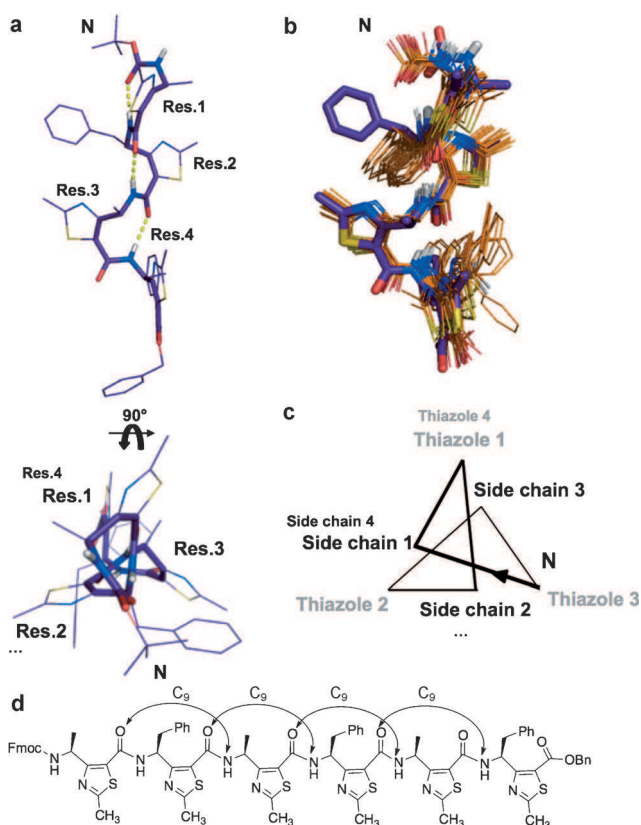 a
N
Res.1
Res.2
Res.3
Res.4
90°
Res.4
Res.1
Res.3
Res.2
...
N
b
N
c
Thiazole 4
Thiazole 1
Side chain 3
Side chain 4
Side chain 1
N
Thiazole 2
Thiazole 3
Side chain 2
...
d
C9 C9 C9 C9
O Ph O O Ph O O Ph O
Fmoc N H N H N H N H N H N H OBn
N S N S N S N S N S N S
CH3 CH3 CH3 CH3 CH3 CH3